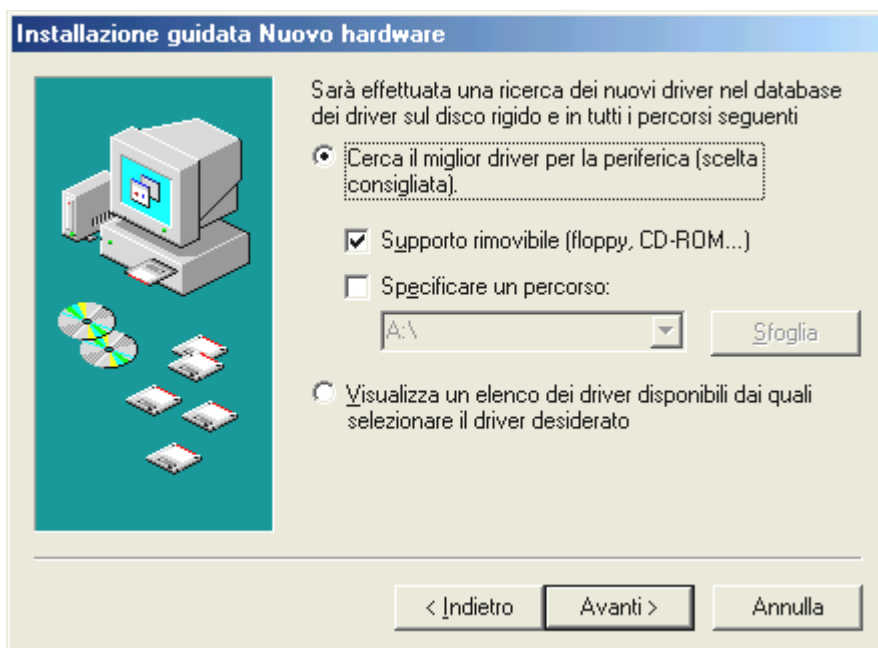 Installazione guidata Nuovo hardware
Sarà effettuata una ricerca dei nuovi driver nel database
dei driver sul disco rigido e in tutti i percorsi seguenti
Cerca il miglior driver per la periferica (scelta
consigliata).
Supporto rimovibile (floppy, CD-ROM...)
Specificare un percorso:
A:\
Sfoglia
Visualizza un elenco dei driver disponibili dai quali
selezionare il driver desiderato
< Indietro
Avanti >
Annulla